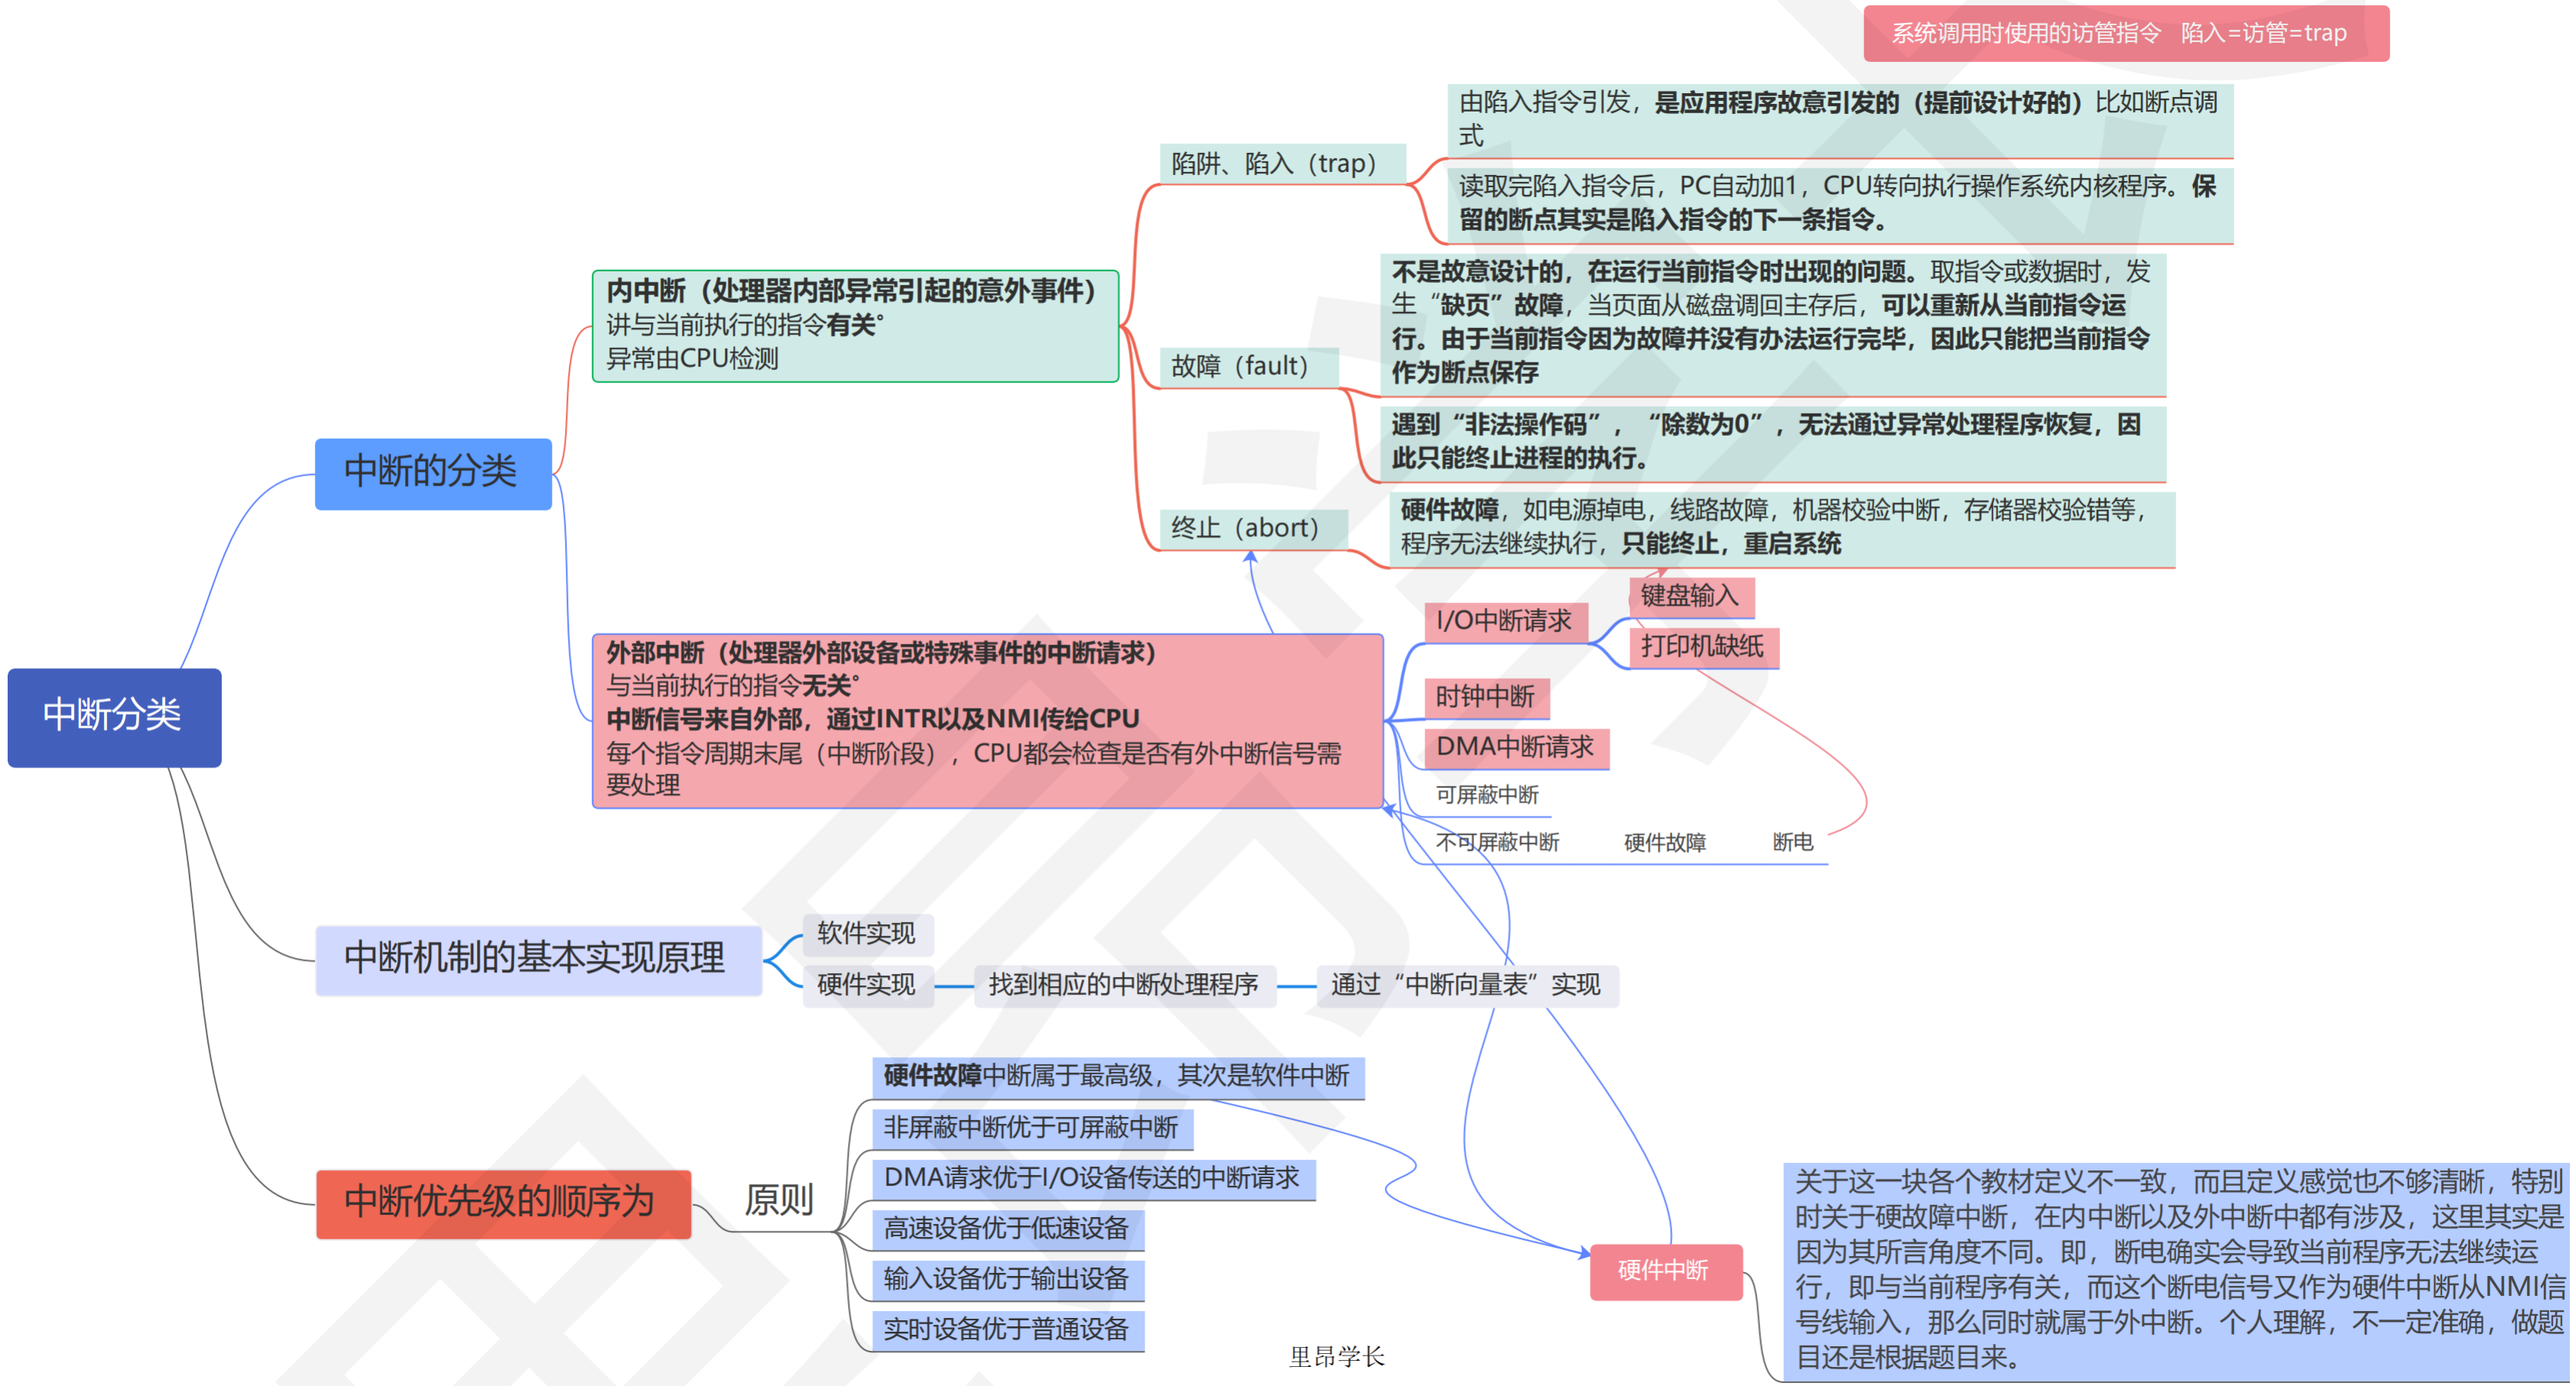 系统调用时使用的访管指令 陷入=访管=trap
由陷入指令引发，是应用程序故意引发的（提前设计好的）比如断点调
式
陷阱、陷入（trap）
读取完陷入指令后，PC自动加1，CPU转向执行操作系统内核程序。保
留的断点其实是陷入指令的下一条指令。
内中断（处理器内部异常引起的意外事件）
讲与当前执行的指令有关°
异常由CPU检测
不是故意设计的，在运行当前指令时出现的问题。取指令或数据时，发
生“缺页”故障，当页面从磁盘调回主存后，可以重新从当前指令运
行。由于当前指令因为故障并没有办法运行完毕，因此只能把当前指令
作为断点保存
故障（fault）
遇到“非法操作码”，“除数为0”，无法通过异常处理程序恢复，因
此只能终止进程的执行。
中断的分类
终止（abort）
硬件故障，如电源掉电，线路故障，机器校验中断，存储器校验错等，
程序无法继续执行，只能终止，重启系统
外部中断（处理器外部设备或特殊事件的中断请求）
与当前执行的指令无关°
中断信号来自外部，通过INTR以及NMI传给CPU
每个指令周期末尾（中断阶段），CPU都会检查是否有外中断信号需
要处理
I/O中断请求
键盘输入
打印机缺纸
时钟中断
DMA中断请求
可屏蔽中断
不可屏蔽中断 硬件故障 断电
中断分类
中断机制的基本实现原理
软件实现
硬件实现 找到相应的中断处理程序 通过“中断向量表”实现
中断优先级的顺序为
原则
硬件故障中断属于最高级，其次是软件中断
非屏蔽中断优于可屏蔽中断
DMA请求优于I/O设备传送的中断请求
高速设备优于低速设备
输入设备优于输出设备
实时设备优于普通设备
硬件中断
关于这一块各个教材定义不一致，而且定义感觉也不够清晰，特别
时关于硬故障中断，在内中断以及外中断中都有涉及，这里其实是
因为其所言角度不同。即，断电确实会导致当前程序无法继续运
行，即与当前程序有关，而这个断电信号又作为硬件中断从NMI信
号线输入，那么同时就属于外中断。个人理解，不一定准确，做题
目还是根据题目来。
里昂学长